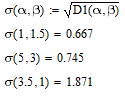 σ(α,β) := √D1(α,β)
σ(1,1.5) = 0.667
σ(5,3) = 0.745
σ(3.5,1) = 1.871